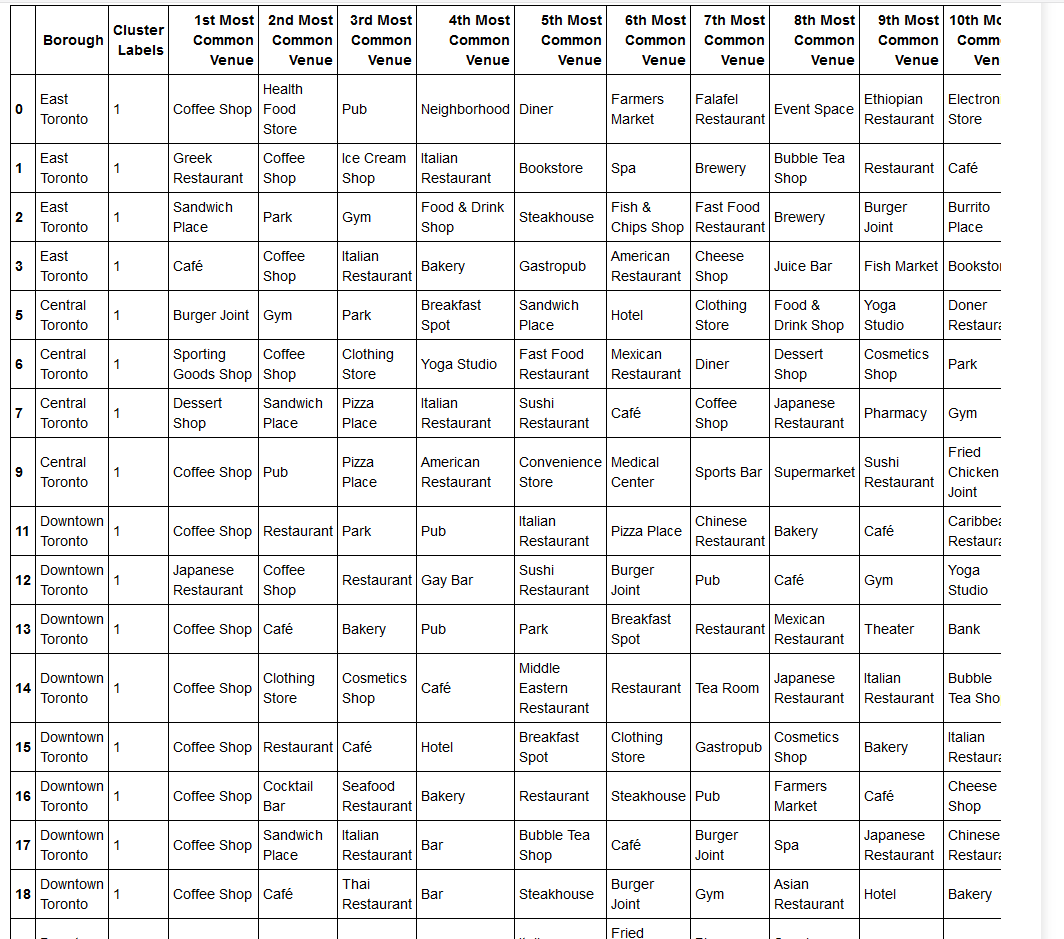 Borough Cluster Labels 1st Most Common Venue 2nd Most Common Venue 3rd Most Common Venue 4th Most Common Venue 5th Most Common Venue 6th Most Common Venue 7th Most Common Venue 8th Most Common Venue 9th Most Common Venue 10th
0 East Toronto 1 Coffee Shop Health Food Store Pub Neighborhood Diner Farmers Market Falafel Restaurant Event Space Ethiopian Restaurant Electron Store
1 East Toronto 1 Greek Restaurant Coffee Shop Ice Cream Shop Italian Restaurant Bookstore Spa Brewery Bubble Tea Shop Restaurant Café
2 East Toronto 1 Sandwich Place Park Gym Food & Drink Shop Steakhouse Fish & Chips Shop Fast Food Restaurant Brewery Burger Joint Burrito Place
3 East Toronto 1 Café Coffee Shop Italian Restaurant Bakery Gastropub American Restaurant Cheese Shop Juice Bar Fish Market
5 Central Toronto 1 Burger Joint Gym Park Breakfast Spot Sandwich Place Hotel Clothing Store Food & Drink Shop Yoga Studio Doner
6 Central Toronto 1 Sporting Goods Shop Coffee Shop Clothing Store Yoga Studio Fast Food Restaurant Mexican Restaurant Diner Dessert Shop Cosmetics Shop Park
7 Central Toronto 1 Dessert Shop Sandwich Place Pizza Place Italian Restaurant Sushi Restaurant Café Coffee Shop Japanese Restaurant Pharmacy Gym
9 Central Toronto 1 Coffee Shop Pub Pizza Place American Restaurant Convenience Store Medical Center Sports Bar Supermarket Sushi Restaurant Fried Chicken Joint
11 Downtown Toronto 1 Coffee Shop Restaurant Park Pub Italian Restaurant Pizza Place Chinese Restaurant Bakery Café
12 Downtown Toronto 1 Japanese Restaurant Coffee Shop Restaurant Gay Bar Sushi Restaurant Burger Joint Pub Café Gym Yoga Studio
13 Downtown Toronto 1 Coffee Shop Café Bakery Pub Park Breakfast Spot Restaurant Mexican Restaurant Theater Bank
14 Downtown Toronto 1 Coffee Shop Clothing Store Cosmetics Shop Café Middle Eastern Restaurant Restaurant Tea Room Japanese Restaurant Italian Restaurant Bubble Tea Sho
15 Downtown Toronto 1 Coffee Shop Restaurant Café Hotel Breakfast Spot Clothing Store Gastropub Cosmetics Shop Bakery Italian
16 Downtown Toronto 1 Coffee Shop Cocktail Bar Seafood Restaurant Bakery Restaurant Steakhouse Pub Farmers Market Café Cheese Shop
17 Downtown Toronto 1 Coffee Shop Sandwich Place Italian Restaurant Bar Bubble Tea Shop Café Burger Joint Spa Japanese Restaurant Chinese
18 Downtown Toronto 1 Coffee Shop Café Thai Restaurant Bar Steakhouse Burger Joint Gym Asian Restaurant Hotel Bakery
Fried